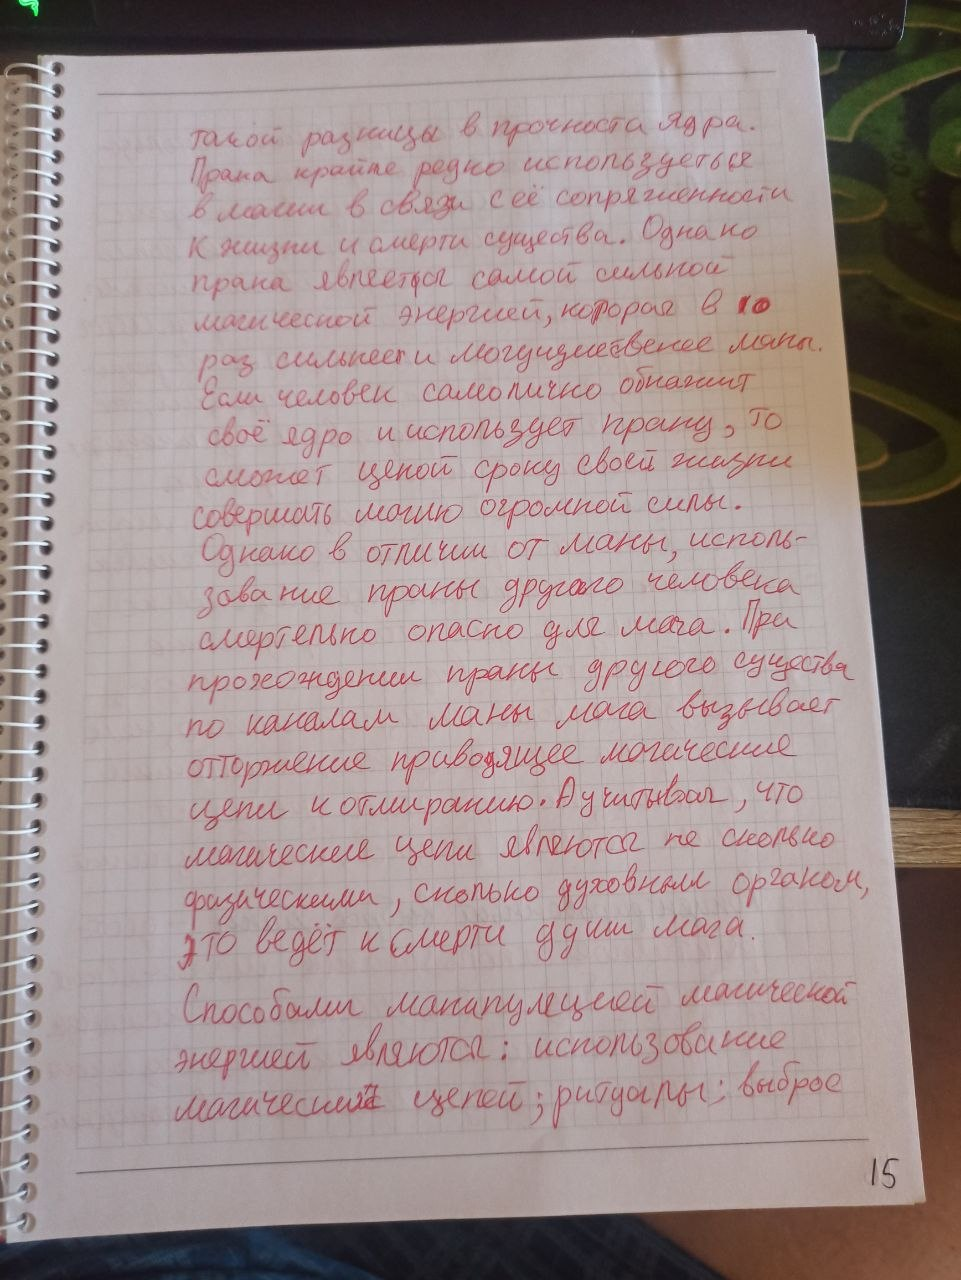 такой разницы в прочности ядра.
Прана крайне редко используеться
в магии в связи с её сопряженности
к жизни и смерти существа. Однако
прана являеться самой сильной
магической энергией, которая в 10
раз сильнее и могущественее маны.
Если человек самолично обнажит
своё ядро и использует прану, то
сможет ценой сроку своей жизни
совершать магию огромной силы.
Однако в отличии от маны, исполь-
зование праны другого человека
смертельно опасно для мага. При
прохождении праны другого существа
по каналам маны мага вызывает
отторжение приводящее магические
цепи к отмиранию. А учитывая, что
магические цепи являются не сколько
физическими, сколько духовным органом,
это ведёт к смерти души мага.
Способами манипуляцией магической
энергией являются: использование
магических цепей; ритуалы; выброс
15